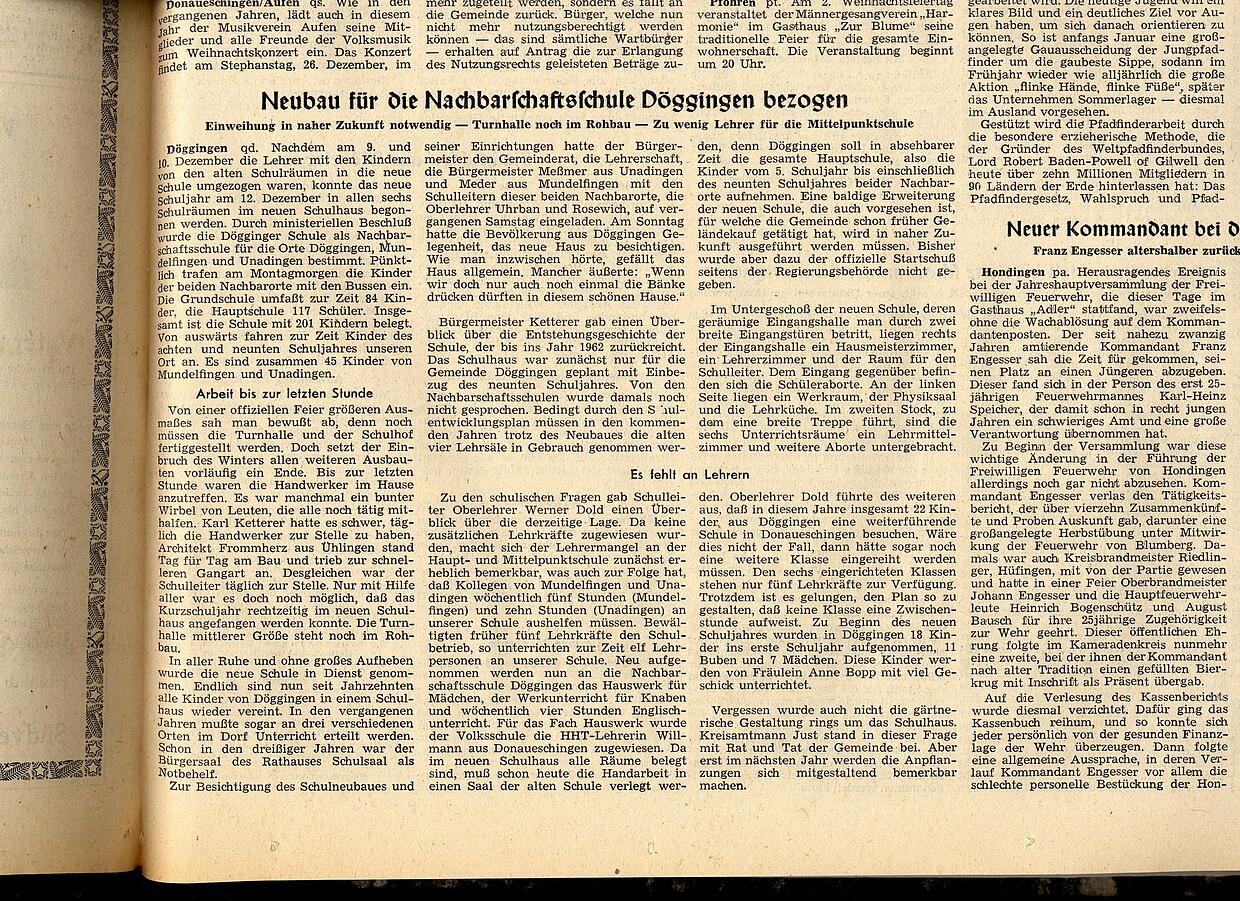 Donaueschingen/Aufen qs. Wie in den
vergangenen Jahren, lädt auch in diesem
Jahr der Musikverein Aufen seine Mit-
glieder und alle Freunde der Volksmusik
zum Weihnachtskonzert ein. Das Konzert
findet am Stephanstag, 26. Dezember, im
mehr zugeteilt werden, sondern es fällt an
die Gemeinde zurück. Bürger, welche nun
nicht mehr nutzungsberechtigt werden
können — das sind sämtliche Wartbürger
— erhalten auf Antrag die zur Erlangung
des Nutzungsrechts geleisteten Beträge zu-
Pfohren pt. Am 2. Weihnachtsfeiertag
veranstaltet der Männergesangverein „Har-
monie“ im Gasthaus „Zur Blume“ seine
traditionelle Feier für die gesamte Ein-
wohnerschaft. Die Veranstaltung beginnt
um 20 Uhr.
Neubau für die Nachbarschaftsschule Döggingen bezogen
Einweihung in naher Zukunft notwendig — Turnhalle noch im Rohbau — Zu wenig Lehrer für die Mittelpunktschule
Döggingen qd. Nachdem am 9. und
10. Dezember die Lehrer mit den Kindern
von den alten Schulräumen in die neue
Schule umgezogen waren, konnte das neue
Schuljahr am 12. Dezember in allen sechs
Schulräumen im neuen Schulhaus begon-
nen werden. Durch ministeriellen Beschluß
wurde die Dögginger Schule als Nachbar-
schaftsschule für die Orte Döggingen, Mun-
delfingen und Unadingen bestimmt. Pünkt-
lich trafen am Montagmorgen die Kinder
der beiden Nachbarorte mit den Bussen ein.
Die Grundschule umfaßt zur Zeit 84 Kin-
der, die Hauptschule 117 Schüler. Insge-
samt ist die Schule mit 201 Kindern belegt.
Von auswärts fahren zur Zeit Kinder des
achten und neunten Schuljahres unseren
Ort an. Es sind zusammen 45 Kinder von
Mundelfingen und Unadingen.
Arbeit bis zur letzten Stunde
Von einer offiziellen Feier größeren Aus-
maßes sah man bewußt ab, denn noch
müssen die Turnhalle und der Schulhof
fertiggestellt werden. Doch setzt der Ein-
bruch des Winters allen weiteren Ausbau-
ten vorläufig ein Ende. Bis zur letzten
Stunde waren die Handwerker im Hause
anzutreffen. Es war manchmal ein bunter
Wirbel von Leuten, die alle noch tätig mit-
halfen. Karl Ketterer hatte es schwer, täg-
lich die Handwerker zur Stelle zu haben,
Architekt Frommherz aus Ühlingen stand
Tag für Tag am Bau und trieb zur schnel-
leren Gangart an. Desgleichen war der
Schulleiter täglich zur Stelle. Nur mit Hilfe
aller war es doch noch möglich, daß das
Kurzschuljahr rechtzeitig im neuen Schul-
haus angefangen werden konnte. Die Turn-
halle mittlerer Größe steht noch im Roh-
bau.
In aller Ruhe und ohne großes Aufheben
wurde die neue Schule in Dienst genom-
men. Endlich sind nun seit Jahrzehnten
alle Kinder von Döggingen in einem Schul-
haus wieder vereint. In den vergangenen
Jahren mußte sogar an drei verschiedenen
Orten im Dorf Unterricht erteilt werden.
Schon in den dreißiger Jahren war der
Bürgersaal des Rathauses Schulsaal als
Notbehelf.
Zur Besichtigung des Schulneubaues und
seiner Einrichtungen hatte der Bürger-
meister den Gemeinderat, die Lehrerschaft,
die Bürgermeister Meßmer aus Unadingen
und Meder aus Mundelfingen mit den
Schulleitern dieser beiden Nachbarorte, die
Oberlehrer Uhrban und Rosewich, auf ver-
gangenen Samstag eingeladen. Am Sonntag
hatte die Bevölkerung aus Döggingen Ge-
legenheit, das neue Haus zu besichtigen.
Wie man inzwischen hörte, gefällt das
Haus allgemein. Mancher äußerte: „Wenn
wir doch nur auch noch einmal die Bänke
drücken dürften in diesem schönen Hause.“
Bürgermeister Ketterer gab einen Über-
blick über die Entstehungsgeschichte der
Schule, der bis ins Jahr 1962 zurückreicht.
Das Schulhaus war zunächst nur für die
Gemeinde Döggingen geplant mit Einbe-
zug des neunten Schuljahres. Von den
Nachbarschaftsschulen wurde damals noch
nicht gesprochen. Bedingt durch den S ul-
entwicklungsplan müssen in den kommen-
den Jahren trotz des Neubaues die alten
vier Lehrsäle in Gebrauch genommen wer-
den, denn Döggingen soll in absehbarer
Zeit die gesamte Hauptschule, also die
Kinder vom 5. Schuljahr bis einschließlich
des neunten Schuljahres beider Nachbar-
orte aufnehmen. Eine baldige Erweiterung
der neuen Schule, die auch vorgesehen ist,
für welche die Gemeinde schon früher Ge-
ländekauf getätigt hat, wird in naher Zu-
kunft ausgeführt werden müssen. Bisher
wurde aber dazu der offizielle Startschuß
seitens der Regierungsbehörde nicht ge-
geben.
Im Untergeschoß der neuen Schule, deren
geräumige Eingangshalle man durch zwei
breite Eingangstüren betritt, liegen rechts
der Eingangshalle ein Hausmeisterzimmer,
ein Lehrerzimmer und der Raum für den
Schulleiter. Dem Eingang gegenüber befin-
den sich die Schüleraborte. An der linken
Seite liegen ein Werkraum, der Physiksaal
und die Lehrküche. Im zweiten Stock, zu
dem eine breite Treppe führt, sind die
sechs Unterrichtsräume ein Lehrmittel-
zimmer und weitere Aborte untergebracht.
Es fehlt an Lehrern
Zu den schulischen Fragen gab Schullei-
ter Oberlehrer Werner Dold einen Über-
blick über die derzeitige Lage. Da keine
zusätzlichen Lehrkräfte zugewiesen wur-
den, macht sich der Lehrermangel an der
Haupt- und Mittelpunktschule zunächst er-
heblich bemerkbar, was auch zur Folge hat,
daß Kollegen von Mundelfingen und Una-
dingen wöchentlich fünf Stunden (Mundel-
fingen) und zehn Stunden (Unadingen) an
unserer Schule aushelfen müssen. Bewäl-
tigten früher fünf Lehrkräfte den Schul-
betrieb, so unterrichten zur Zeit elf Lehr-
personen an unserer Schule. Neu aufge-
nommen werden nun an die Nachbar-
schaftsschule Döggingen das Hauswerk für
Mädchen, der Werkunterricht für Knaben
und wöchentlich vier Stunden Englisch-
unterricht. Für das Fach Hauswerk wurde
der Volksschule die HHT-Lehrerin Will-
mann aus Donaueschingen zugewiesen. Da
im neuen Schulhaus alle Räume belegt
sind, muß schon heute die Handarbeit in
einen Saal der alten Schule verlegt wer-
den. Oberlehrer Dold führte des weiteren
aus, daß in diesem Jahre insgesamt 22 Kin-
der, aus Döggingen eine weiterführende
Schule in Donaueschingen besuchen. Wäre
dies nicht der Fall, dann hätte sogar noch
eine weitere Klasse eingereiht werden
müssen. Den sechs eingerichteten Klassen
stehen nur fünf Lehrkräfte zur Verfügung.
Trotzdem ist es gelungen, den Plan so zu
gestalten, daß keine Klasse eine Zwischen-
stunde aufweist. Zu Beginn des neuen
Schuljahres wurden in Döggingen 18 Kin-
der ins erste Schuljahr aufgenommen, 11
Buben und 7 Mädchen. Diese Kinder wer-
den von Fräulein Anne Bopp mit viel Ge-
schick unterrichtet.
Vergessen wurde auch nicht die gärtne-
rische Gestaltung rings um das Schulhaus.
Kreisamtmann Just stand in dieser Frage
mit Rat und Tat der Gemeinde bei. Aber
erst im nächsten Jahr werden die Anpflan-
zungen sich mitgestaltend bemerkbar
machen.
gearbeitet wird. Die heutige Jugend will ein
klares Bild und ein deutliches Ziel vor Au-
gen haben, um sich danach orientieren zu
können. So ist anfangs Januar eine groß-
angelegte Gauausscheidung der Jungpfad-
finder um die gaubeste Sippe, sodann im
Frühjahr wieder wie alljährlich die große
Aktion „flinke Hände, flinke Füße“, später
das Unternehmen Sommerlager — diesmal
im Ausland vorgesehen.
Gestützt wird die Pfadfinderarbeit durch
die besondere erzieherische Methode, die
der Gründer des Weltpfadfinderbundes,
Lord Robert Baden-Powell of Gilwell den
heute über zehn Millionen Mitgliedern in
90 Ländern der Erde hinterlassen hat: Das
Pfadfindergesetz, Wahlspruch und Pfad-
Neuer Kommandant bei d
Franz Engesser altershalber zurück
Hondingen pa. Herausragendes Ereignis
bei der Jahreshauptversammlung der Frei-
willigen Feuerwehr, die dieser Tage im
Gasthaus „Adler“ stattfand, war zweifels-
ohne die Wachablösung auf dem Komman-
dantenposten. Der seit nahezu zwanzig
Jahren amtierende Kommandant Franz
Engesser sah die Zeit für gekommen, sei-
nen Platz an einen Jüngeren abzugeben.
Dieser fand sich in der Person des erst 25-
jährigen Feuerwehrmannes Karl-Heinz
Speicher, der damit schon in recht jungen
Jahren ein schwieriges Amt und eine große
Verantwortung übernommen hat.
Zu Beginn der Versammlung war diese
wichtige Änderung in der Führung der
Freiwilligen Feuerwehr von Hondingen
allerdings noch gar nicht abzusehen. Kom-
mandant Engesser verlas den Tätigkeits-
bericht, der über vierzehn Zusammenkünf-
te und Proben Auskunft gab, darunter eine
großangelegte Herbstübung unter Mitwir-
kung der Feuerwehr von Blumberg. Da-
mals war auch Kreisbrandmeister Riedlin-
ger, Hüfingen, mit von der Partie gewesen
und hatte in einer Feier Oberbrandmeister
Johann Engesser und die Hauptfeuerwehr-
leute Heinrich Bogenschütz und August
Bausch für ihre 25jährige Zugehörigkeit
zur Wehr geehrt. Dieser öffentlichen Eh-
rung folgte im Kameradenkreis nunmehr
eine zweite, bei der ihnen der Kommandant
nach alter Tradition einen gefüllten Bier-
krug mit Inschrift als Präsent übergab.
Auf die Verlesung des Kassenberichts
wurde diesmal verzichtet. Dafür ging das
Kassenbuch reihum, und so konnte sich
jeder persönlich von der gesunden Finanz-
lage der Wehr überzeugen. Dann folgte
eine allgemeine Aussprache, in deren Ver-
lauf Kommandant Engesser vor allem die
schlechte personelle Bestückung der Hon-